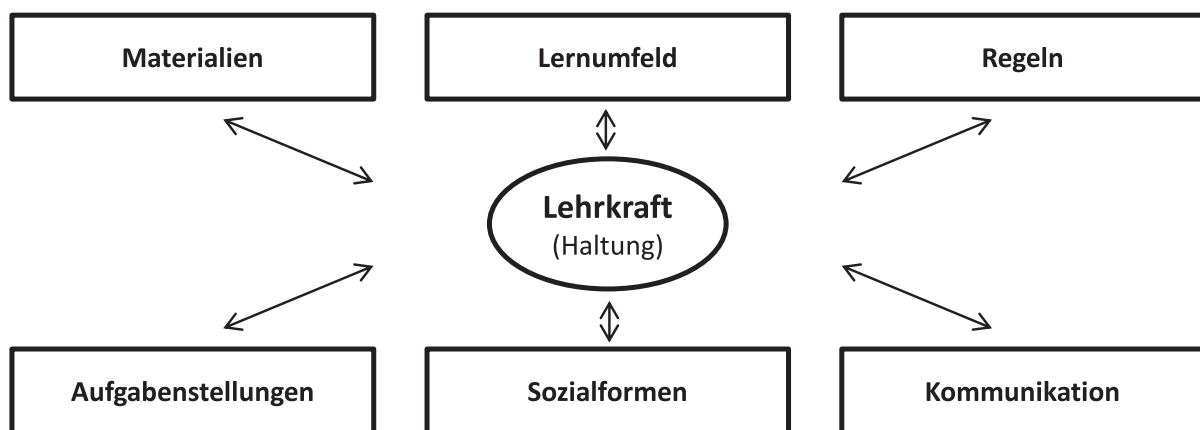 Materialien
Lernumfeld
Regeln
Lehrkraft
(Haltung)
Aufgabenstellungen
Sozialformen
Kommunikation